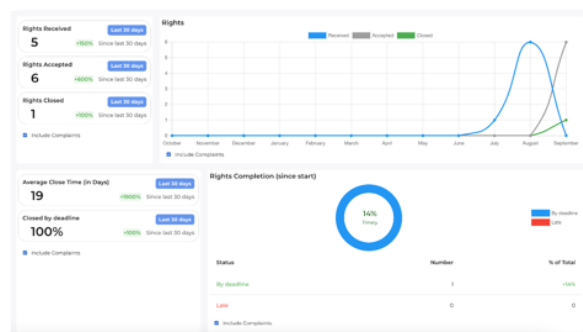 Rights Received
Last 30 days
5
+150% Since last 30 days
Rights Accepted
Last 30 days
6
+600% Since last 30 days
Rights Closed
Last 30 days
1
+100% Since last 30 days
Include Complaints
Rights
Received Accepted Closed
6
5
4
3
2
1
0
October November December January February March April May June July August September
Include Complaints
Average Close Time (in Days)
Last 30 days
19
Since last 30 days
Closed by deadline
Last 30 days
100%
+100% Since last 30 days
Include Complaints
Rights Completion (since start)
14%
Timely
By deadline
Late
Status Number % of Total
By deadline 1 +14%
Late 0 0
Include Complaints